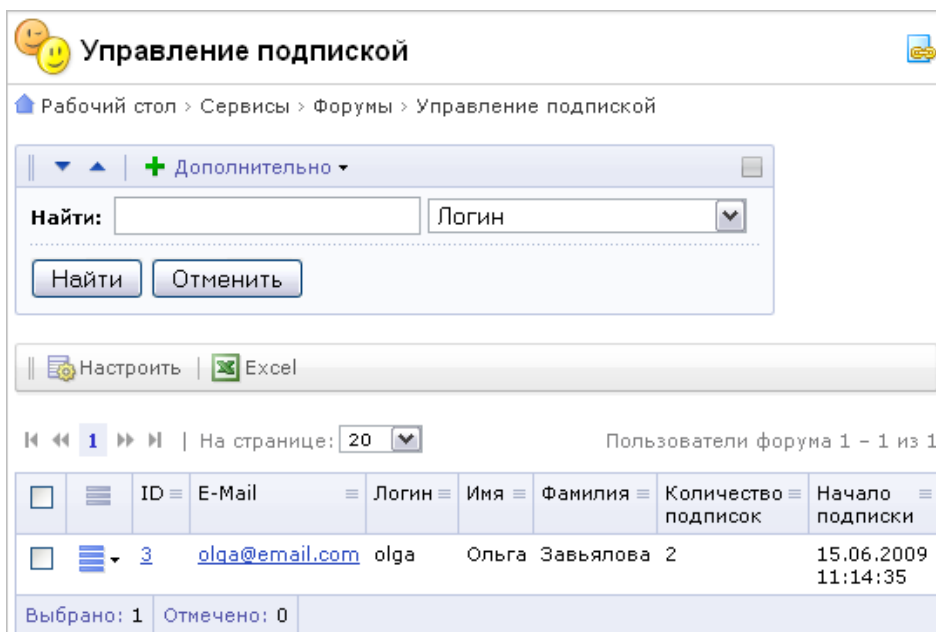 Управление подпиской
Рабочий стол > Сервисы > Форумы > Управление подпиской
Дополнительно
Найти: Логин
Найти Отменить
Настроить | Excel
1 | На странице: 20 Пользователи форума 1 - 1 из 1
ID E-Mail Логин Имя Фамилия Количество подписок Начало подписки
3 olga@email.com olga Ольга Завьялова 2 15.06.2009 11:14:35
Выбрано: 1 Отмечено: 0